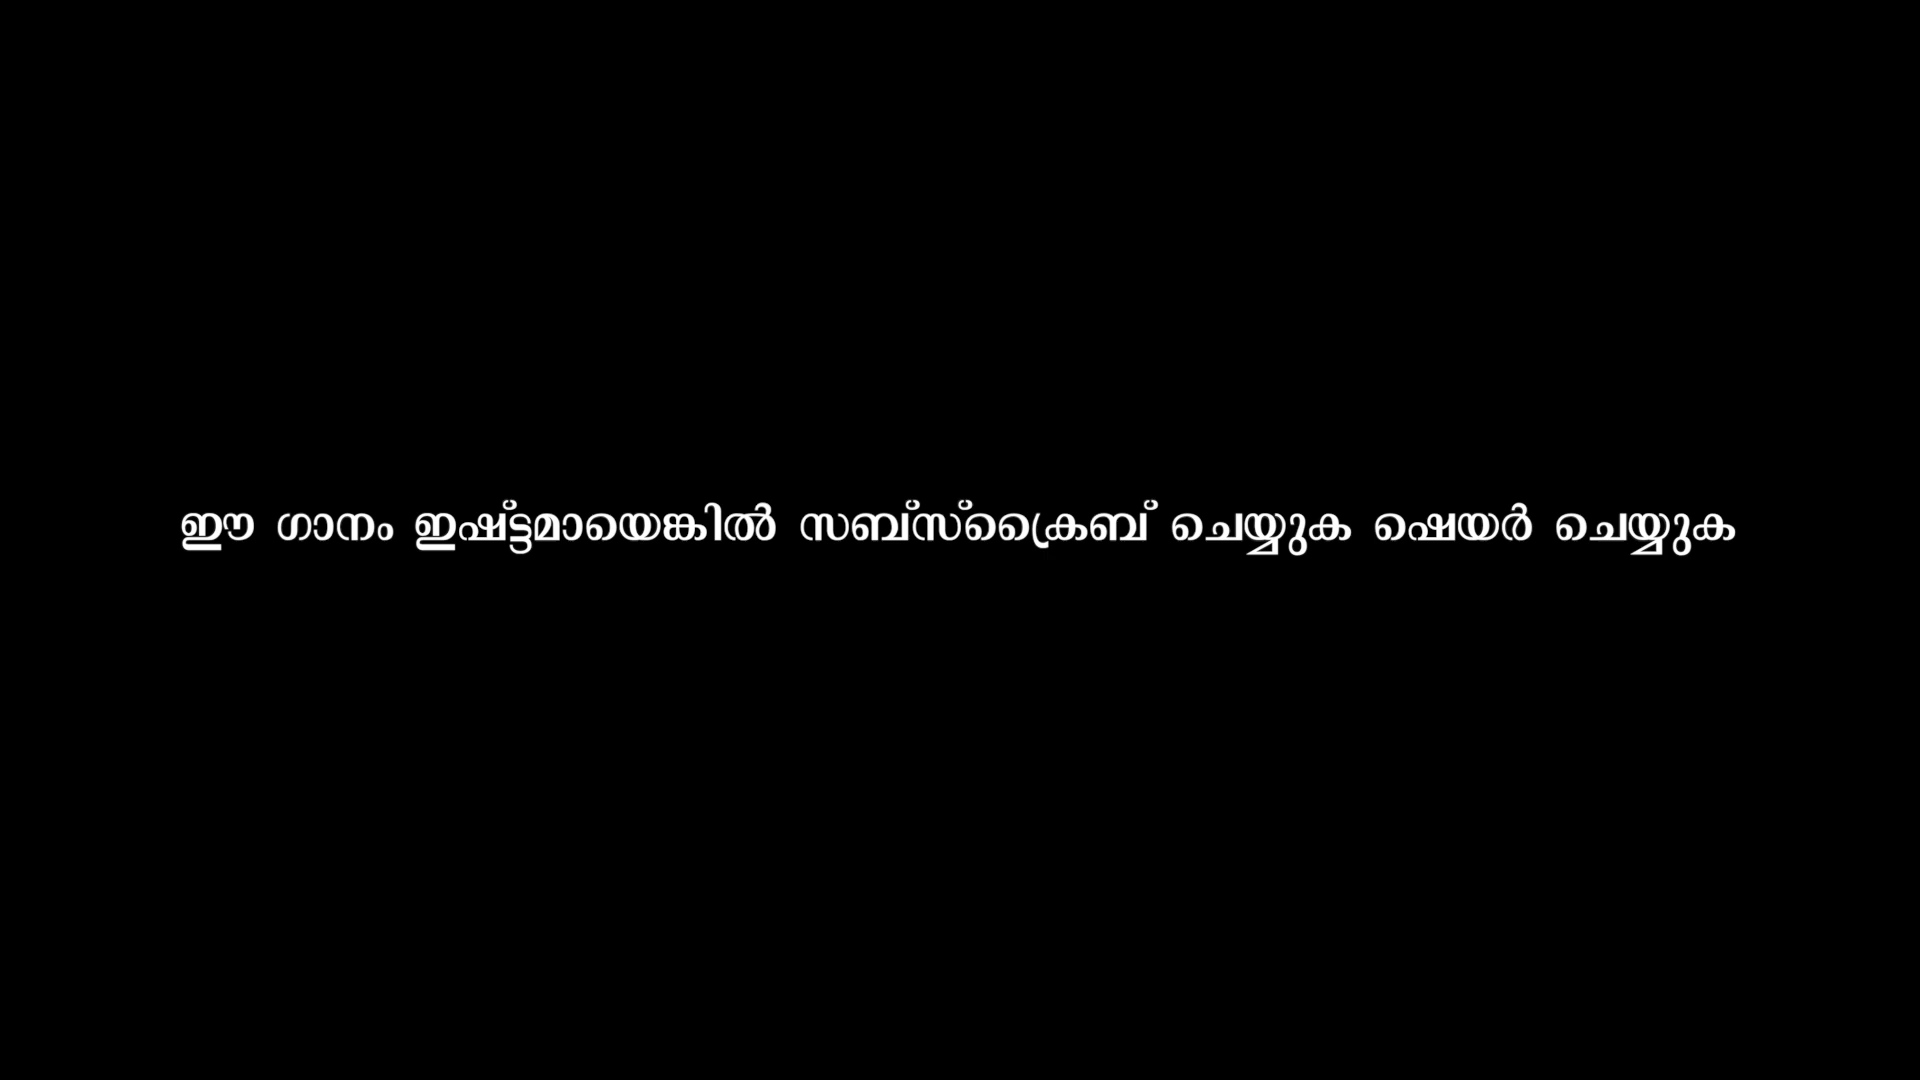 ഈ ഗാനം ഇഷ്ട്ടമായെങ്കിൽ സബ്സ്ക്രൈബ് ചെയ്യുക ഷെയർ ചെയ്യുക